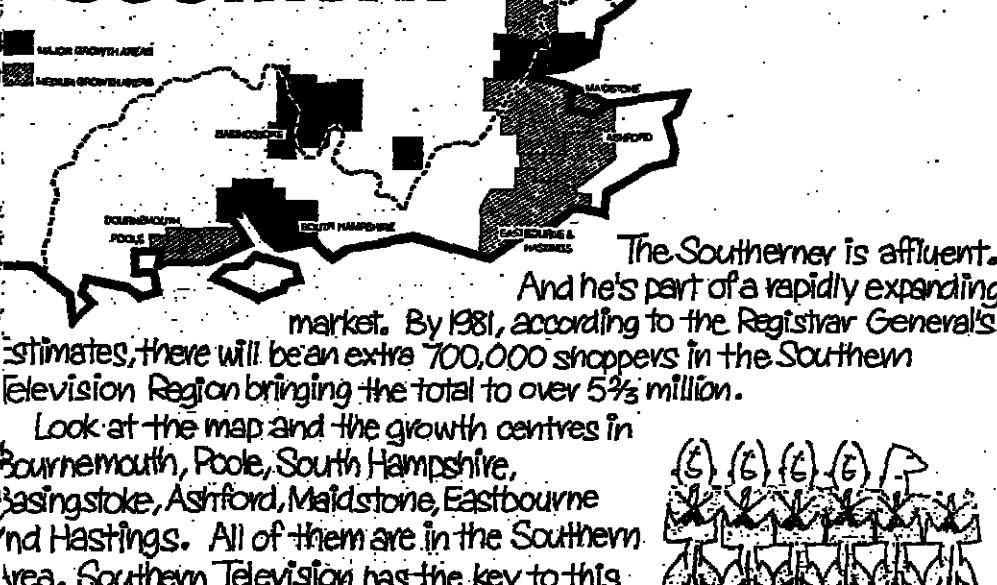 MAJOR GROWTH AREAS
MEDIUM GROWTH AREAS
MAIDSTONE
BASINGSTOKE
ASHFORD
BOURNEMOUTH
POOLE
SOUTH HAMPSHIRE
EASTBOURNE &
HASTINGS
The Southerner is affluent.
And he's part of a rapidly expanding
market. By 1981, according to the Registrar General's
Estimates, there will be an extra 700,000 shoppers in the Southern
Television Region bringing the total to over 5⅔ million.
Look at the map and the growth centres in
Bournemouth, Poole, South Hampshire,
Basingstoke, Ashford, Maidstone, Eastbourne
and Hastings. All of them are in the Southern
Area. Southern Television has the key to this